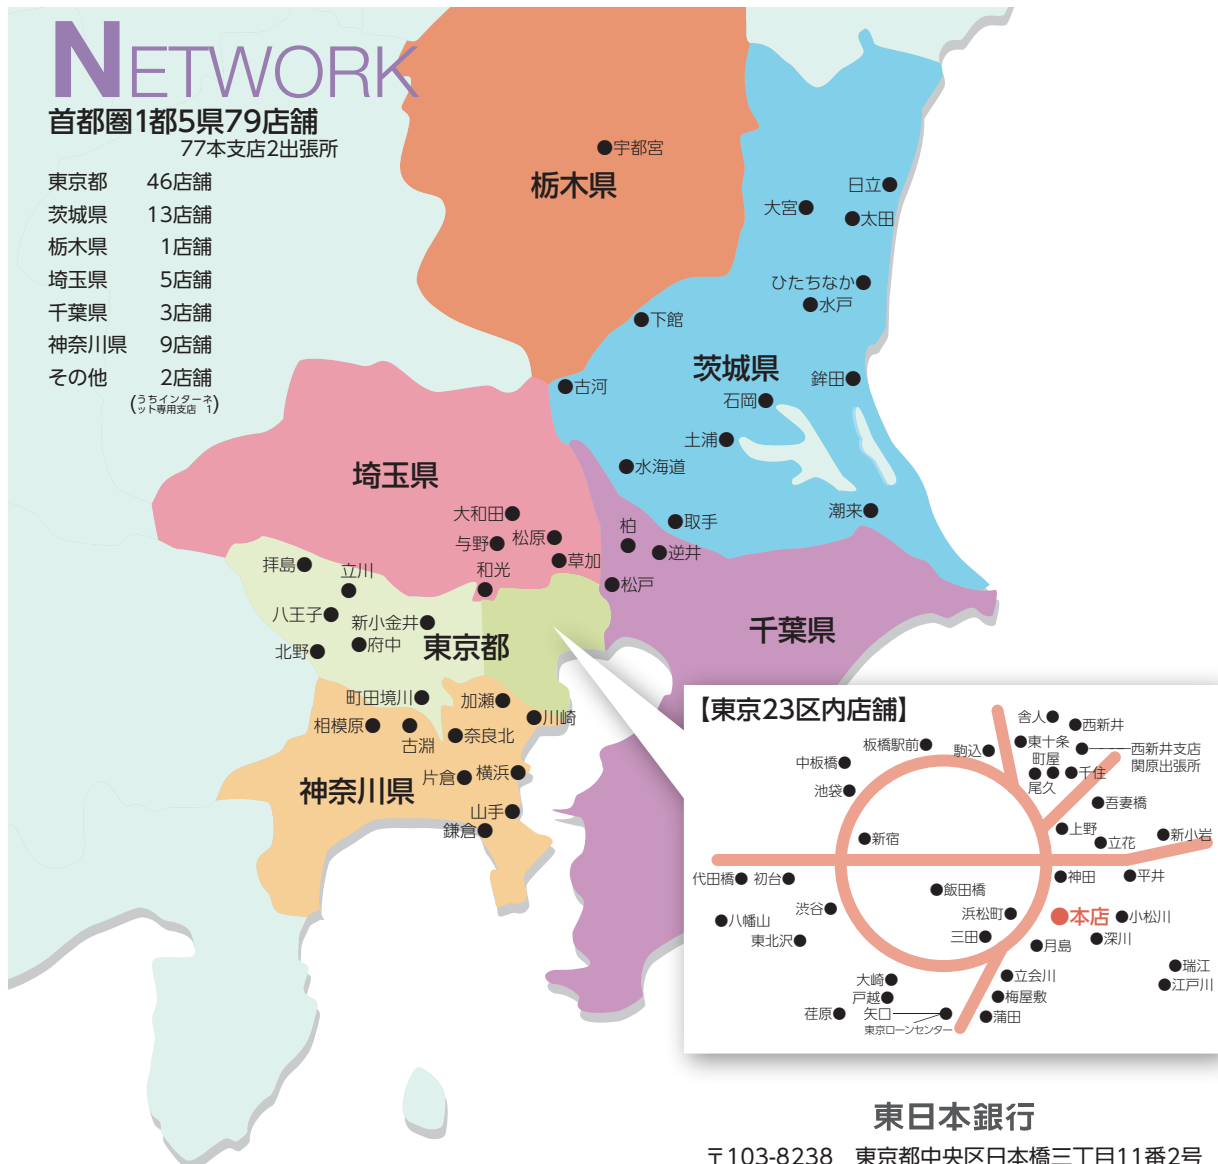 NETWORK
首都圏1都5県79店舗
77本支店2出張所
東京都 46店舗
茨城県 13店舗
栃木県 1店舗
埼玉県 5店舗
千葉県 3店舗
神奈川県 9店舗
その他 2店舗
(うちインターネ
ット専用支店 1)
宇都宮
栃木県
日立
大宮
太田
ひたちなか
水戸
下館
茨城県
古河
鉾田
石岡
土浦
水海道
潮来
取手
埼玉県
大和田
与野
松原
草加
和光
柏
逆井
松戸
千葉県
拝島
立川
八王子
新小金井
府中
北野
東京都
町田境川
加瀬
川崎
相模原
古淵
奈良北
片倉
横浜
神奈川県
山手
鎌倉
【東京23区内店舗】
舎人
西新井
板橋駅前
駒込
東十条
西新井支店
関原出張所
中板橋
町屋
千住
尾久
池袋
吾妻橋
上野
新小岩
新宿
立花
代田橋
初台
神田
平井
飯田橋
渋谷
浜松町
本店
小松川
八幡山
東北沢
三田
月島
深川
瑞江
大崎
立会川
江戸川
戸越
梅屋敷
荏原
矢口
蒲田
東京ローンセンター
東日本銀行
〒103-8238 東京都中央区日本橋三丁目11番2号